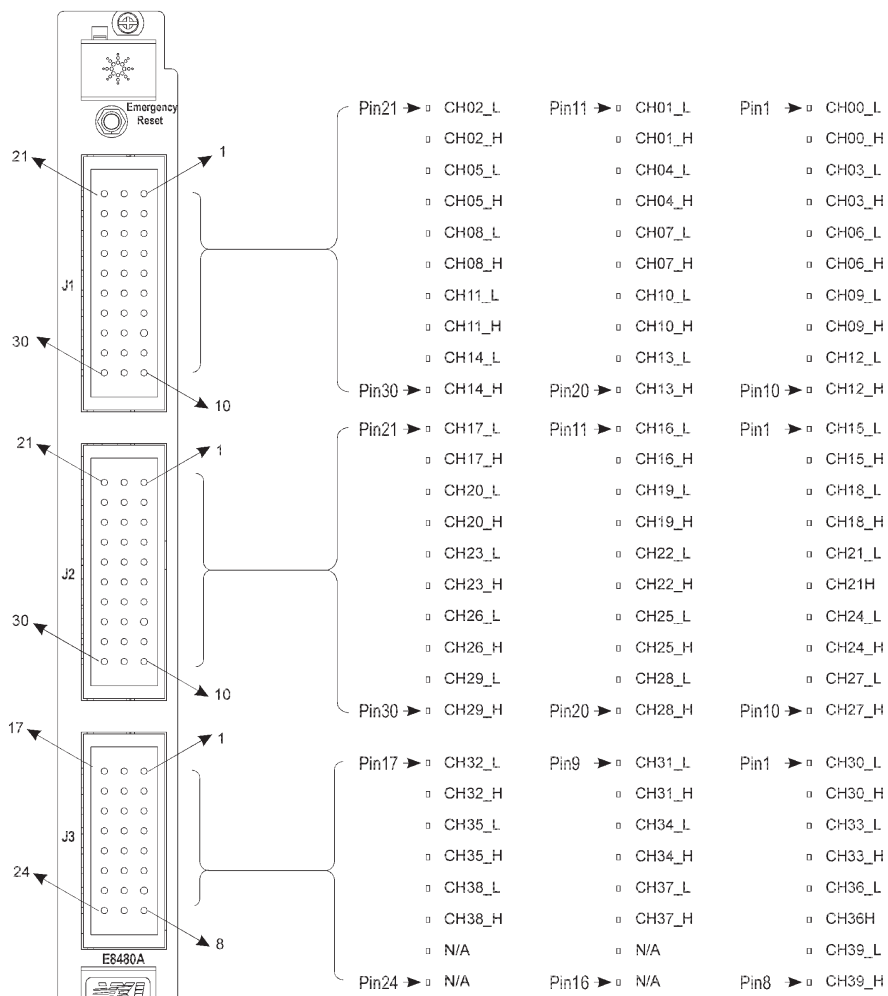 Emergency
Reset
21
1
J1
30
10
Pin21 CH02_L Pin11 CH01_L Pin1 CH00_L
CH02_H CH01_H CH00_H
CH05_L CH04_L CH03_L
CH05_H CH04_H CH03_H
CH08_L CH07_L CH06_L
CH08_H CH07_H CH06_H
CH11_L CH10_L CH09_L
CH11_H CH10_H CH09_H
CH14_L CH13_L CH12_L
Pin30 CH14_H Pin20 CH13_H Pin10 CH12_H
21
1
J2
30
10
Pin21 CH17_L Pin11 CH16_L Pin1 CH15_L
CH17_H CH16_H CH15_H
CH20_L CH19_L CH18_L
CH20_H CH19_H CH18_H
CH23_L CH22_L CH21_L
CH23_H CH22_H CH21H
CH26_L CH25_L CH24_L
CH26_H CH25_H CH24_H
CH29_L CH28_L CH27_L
Pin30 CH29_H Pin20 CH28_H Pin10 CH27_H
17
1
J3
24
8
E8480A
Pin17 CH32_L Pin9 CH31_L Pin1 CH30_L
CH32_H CH31_H CH30_H
CH35_L CH34_L CH33_L
CH35_H CH34_H CH33_H
CH38_L CH37_L CH36_L
CH38_H CH37_H CH36H
N/A N/A CH39_L
Pin24 N/A Pin16 N/A Pin8 CH39_H